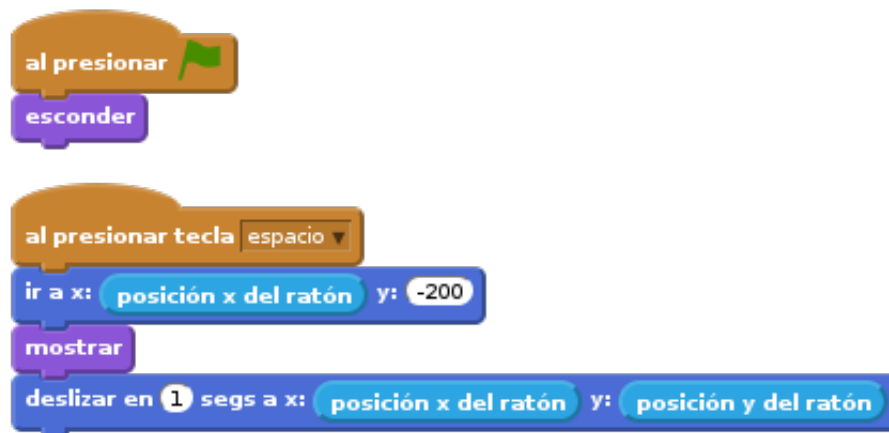 al presionar
esconder
al presionar tecla espacio
ir a x: posición x del ratón y: -200
mostrar
deslizar en 1 segs a x: posición x del ratón y: posición y del ratón